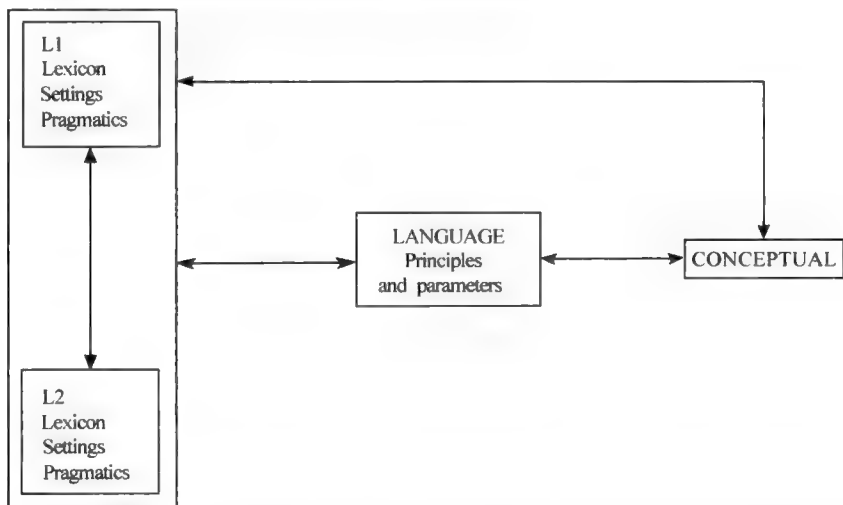 L1
Lexicon
Settings
Pragmatics
LANGUAGE
Principles
and parameters
CONCEPTUAL
L2
Lexicon
Settings
Pragmatics